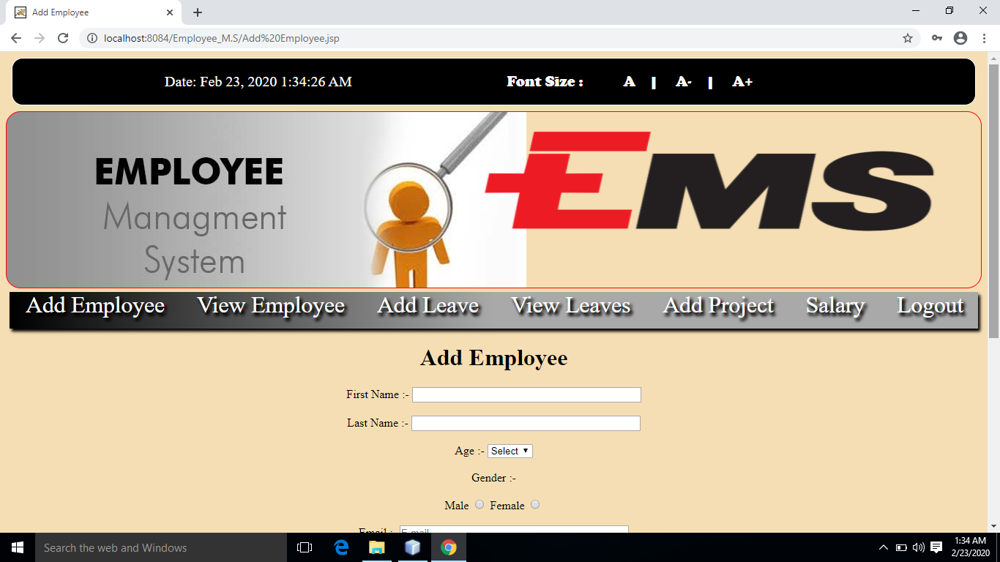 Add Employee
localhost:8084/Employee_M.S/Add%20Employee.jsp
Date: Feb 23, 2020 1:34:26 AM Font Size : A | A- | A+
EMPLOYEE
Managment
System
EMS
Add Employee View Employee Add Leave View Leaves Add Project Salary Logout
Add Employee
First Name :-
Last Name :-
Age :- Select
Gender :-
Male Female
Email :- E-mail
Search the web and Windows
1:34 AM
2/23/2020